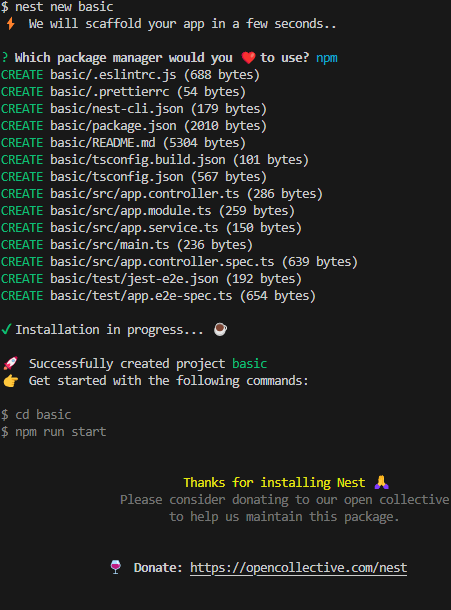 $ nest new basic
⚡ We will scaffold your app in a few seconds..
? Which package manager would you ❤️ to use? npm
CREATE basic/.eslintrc.js (688 bytes)
CREATE basic/.prettierrc (54 bytes)
CREATE basic/nest-cli.json (179 bytes)
CREATE basic/package.json (2010 bytes)
CREATE basic/README.md (5304 bytes)
CREATE basic/tsconfig.build.json (101 bytes)
CREATE basic/tsconfig.json (567 bytes)
CREATE basic/src/app.controller.ts (286 bytes)
CREATE basic/src/app.module.ts (259 bytes)
CREATE basic/src/app.service.ts (150 bytes)
CREATE basic/src/main.ts (236 bytes)
CREATE basic/src/app.controller.spec.ts (639 bytes)
CREATE basic/test/jest-e2e.json (192 bytes)
CREATE basic/test/app.e2e-spec.ts (654 bytes)
✔ Installation in progress... ☕
🚀 Successfully created project basic
👉 Get started with the following commands:
$ cd basic
$ npm run start
Thanks for installing Nest 🙏
Please consider donating to our open collective
to help us maintain this package.
🍷 Donate: https://opencollective.com/nest